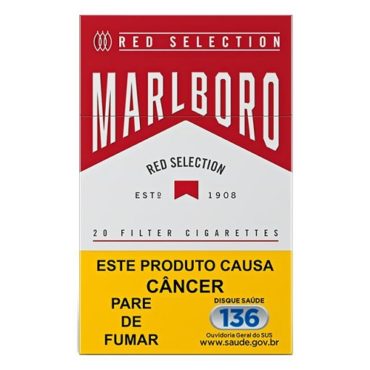 RED SELECTION
MARLBORO
RED SELECTION
ESTº 1908
20 FILTER CIGARETTES
ESTE PRODUTO CAUSA
CÂNCER
PARE
DE
FUMAR
DISQUE SAÚDE
136
Ouvidoria Geral do SUS
www.saude.gov.br